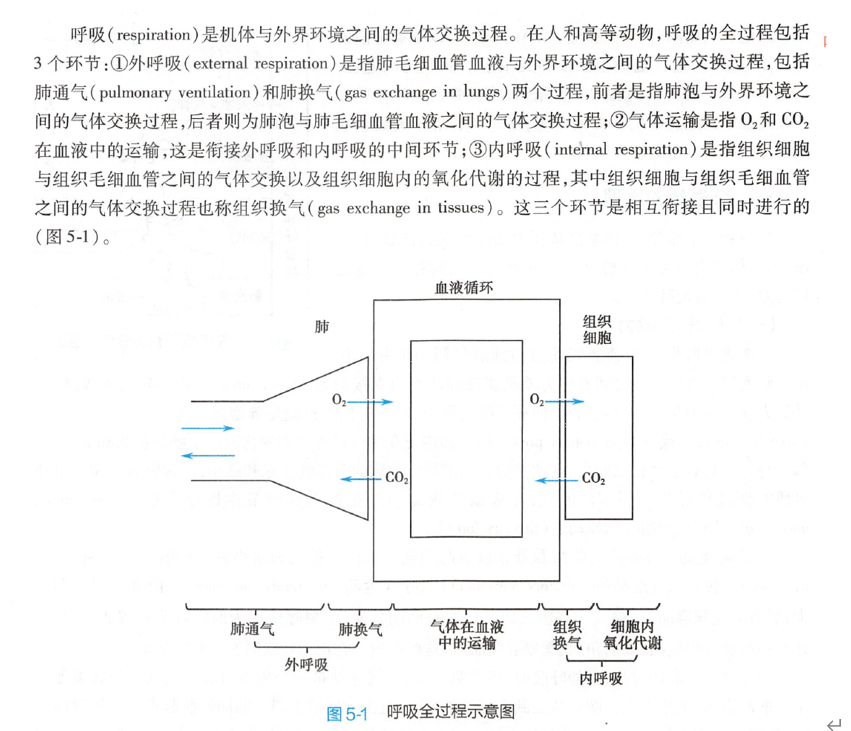 呼吸(respiration)是机体与外界环境之间的气体交换过程。在人和高等动物,呼吸的全过程包括
3个环节:①外呼吸(external respiration)是指肺毛细血管血液与外界环境之间的气体交换过程,包括
肺通气(pulmonary ventilation)和肺换气(gas exchange in lungs)两个过程,前者是指肺泡与外界环境之
间的气体交换过程,后者则为肺泡与肺毛细血管血液之间的气体交换过程;②气体运输是指O₂和CO₂
在血液中的运输,这是衔接外呼吸和内呼吸的中间环节;③内呼吸(internal respiration)是指组织细胞
与组织毛细血管之间的气体交换以及组织细胞内的氧化代谢的过程,其中组织细胞与组织毛细血管
之间的气体交换过程也称组织换气(gas exchange in tissues)。这三个环节是相互衔接且同时进行的
(图5-1)。
血液循环
肺
组织
细胞
O₂
O₂
CO₂
CO₂
肺通气
肺换气
气体在血液
中的运输
组织
换气
细胞内
氧化代谢
外呼吸
内呼吸
图5-1 呼吸全过程示意图